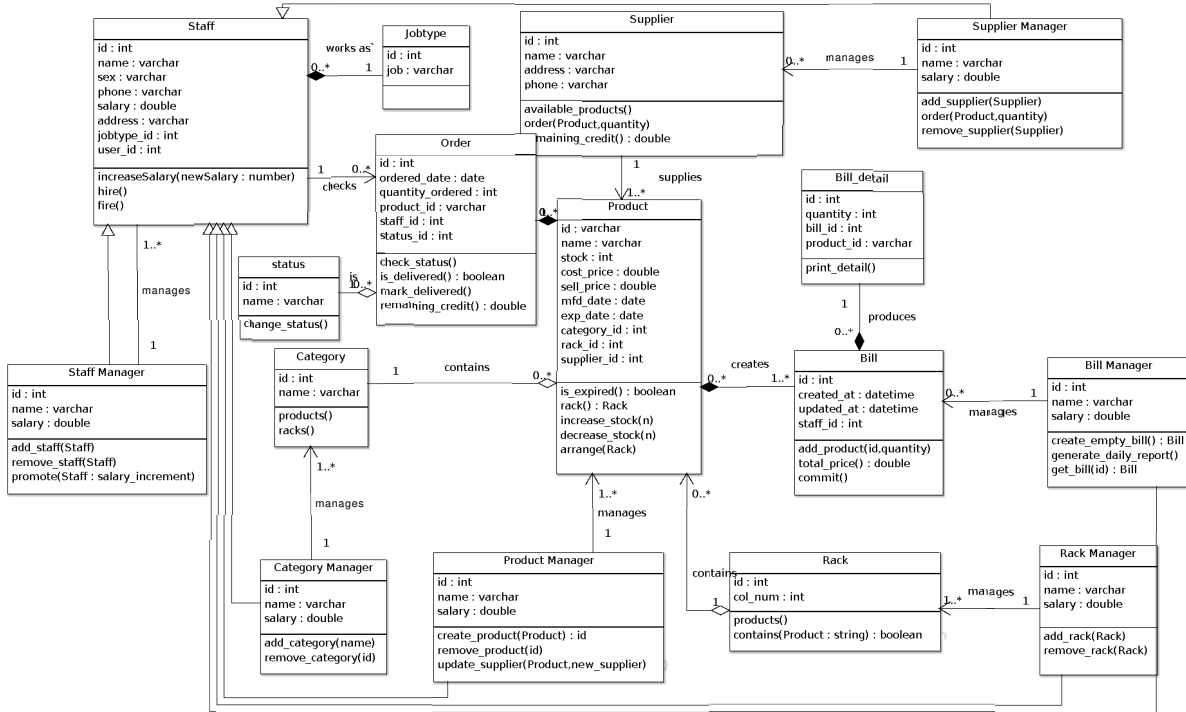 Staff
id : int
name : varchar
sex : varchar
phone : varchar
salary : double
address : varchar
jobtype_id : int
user_id : int
increaseSalary(newSalary : number)
hire()
fire()
works as`
0..*
1
Jobtype
id : int
job : varchar
Supplier
id : int
name : varchar
address : varchar
phone : varchar
available_products()
order(Product,quantity)
emaining_credit() : double
0..*
manages
1
Supplier Manager
id : int
name : varchar
salary : double
add_supplier(Supplier)
order(Product,quantity)
remove_supplier(Supplier)
1
0..*
checks
Order
id : int
ordered_date : date
quantity_ordered : int
product_id : varchar
staff_id : int
status_id : int
check_status()
is_delivered() : boolean
mark_delivered()
remaining_credit() : double
1
supplies
1..*
Bill_detail
id : int
quantity : int
bill_id : int
product_id : varchar
print_detail()
1
produces
0..*
Product
id : varchar
name : varchar
stock : int
cost_price : double
sell_price : double
mfd_date : date
exp_date : date
category_id : int
rack_id : int
supplier_id : int
is_expired() : boolean
rack() : Rack
increase_stock(n)
decrease_stock(n)
arrange(Rack)
status
id : int
name : varchar
change_status()
is
0..*
1..*
manages
1
Staff Manager
id : int
name : varchar
salary : double
add_staff(Staff)
remove_staff(Staff)
promote(Staff : salary_increment)
Category
id : int
name : varchar
products()
racks()
1
contains
0..*
creates
0..*
1..*
Bill
id : int
created_at : datetime
updated_at : datetime
staff_id : int
add_product(id,quantity)
total_price() : double
commit()
0..*
1
manages
Bill Manager
id : int
name : varchar
salary : double
create_empty_bill() : Bill
generate_daily_report()
get_bill(id) : Bill
1..*
manages
1
Category Manager
id : int
name : varchar
salary : double
add_category(name)
remove_category(id)
1..*
manages
1
Product Manager
id : int
name : varchar
salary : double
create_product(Product) : id
remove_product(id)
update_supplier(Product,new_supplier)
0..*
contains
1
Rack
id : int
col_num : int
products()
contains(Product : string) : boolean
manages
1..*
1
Rack Manager
id : int
name : varchar
salary : double
add_rack(Rack)
remove_rack(Rack)